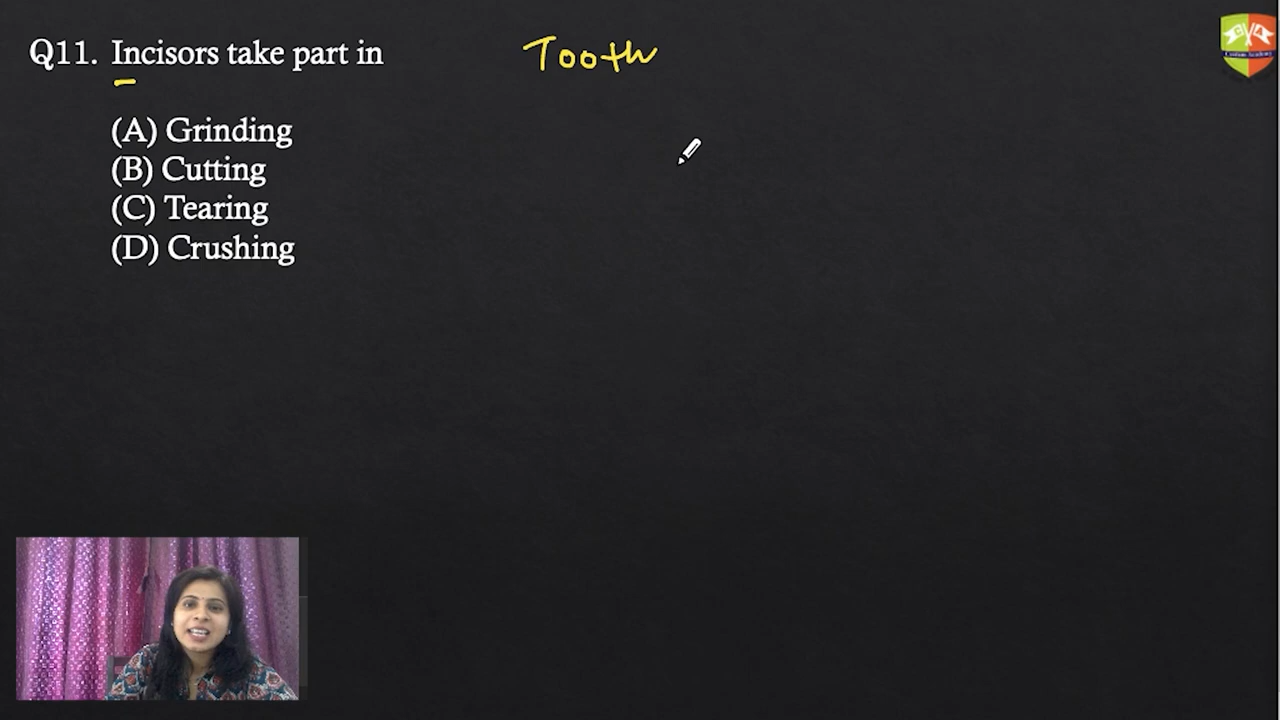 Q11. Incisors take part in
Tooth
(A) Grinding
(B) Cutting
(C) Tearing
(D) Crushing